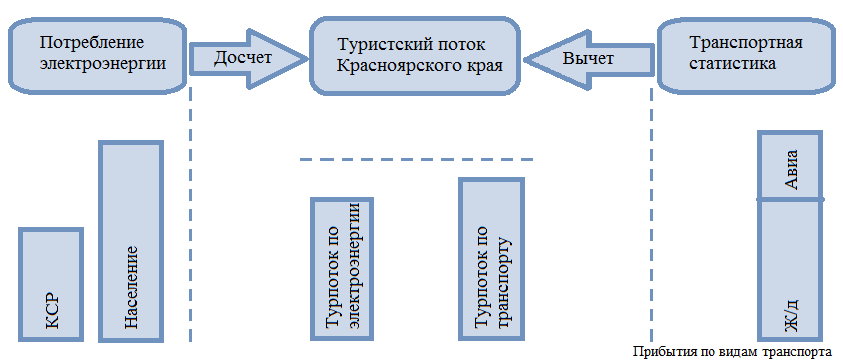 Потребление
электроэнергии
Досчет
Туристский поток
Красноярского края
Вычет
Транспортная
статистика
КСР
Население
Турпоток по
электроэнергии
Турпоток по
транспорту
Авиа
Ж/д
Прибытия по видам транспорта